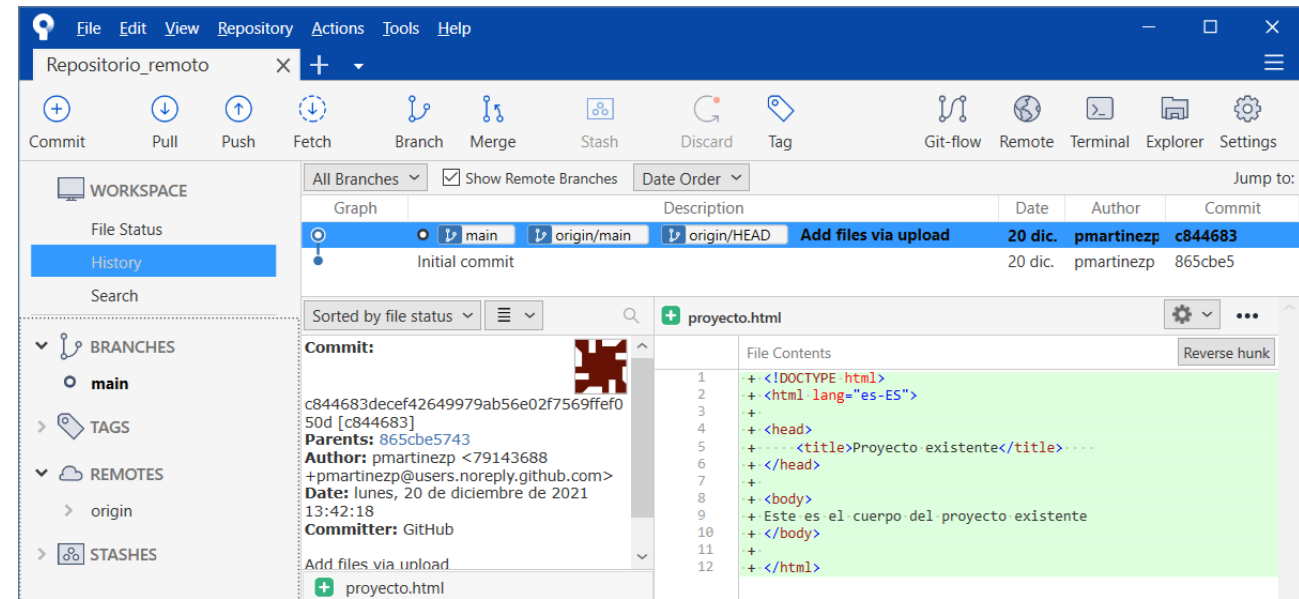 File Edit View Repository Actions Tools Help
Repositorio_remoto
Commit Pull Push Fetch Branch Merge Stash Discard Tag Git-flow Remote Terminal Explorer Settings
WORKSPACE
File Status
History
Search
BRANCHES
main
TAGS
REMOTES
origin
STASHES
All Branches Show Remote Branches Date Order Jump to:
Graph Description Date Author Commit
main origin/main origin/HEAD Add files via upload 20 dic. pmartinezp c844683
Initial commit 20 dic. pmartinezp 865cbe5
Sorted by file status
Commit:
c844683decef42649979ab56e02f7569ffef0
50d [c844683]
Parents: 865cbe5743
Author: pmartinezp <79143688
+pmartinezp@users.noreply.github.com>
Date: lunes, 20 de diciembre de 2021
13:42:18
Committer: GitHub
Add files via upload
proyecto.html
proyecto.html
File Contents Reverse hunk
1 + <!DOCTYPE html>
2 + <html lang="es-ES">
3 +
4 + <head>
5 + <title>Proyecto existente</title>
6 + </head>
7 +
8 + <body>
9 + Este es el cuerpo del proyecto existente
10 + </body>
11 +
12 + </html>